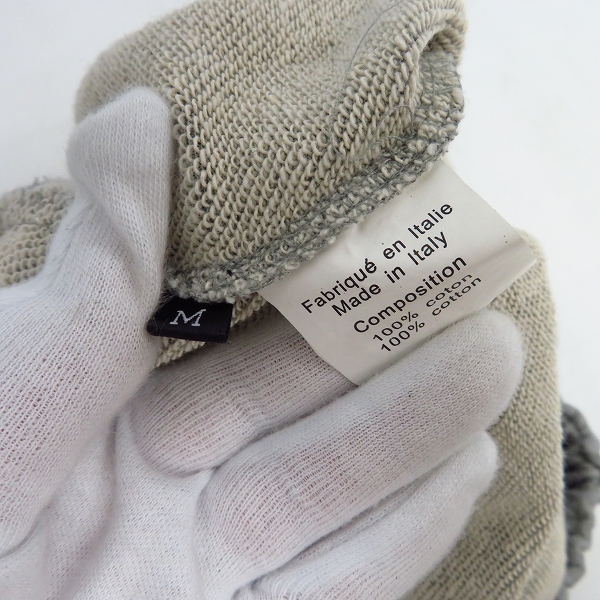 Fabriqué en Italie
Made in Italy
Composition
100% coton
100% cotton
M